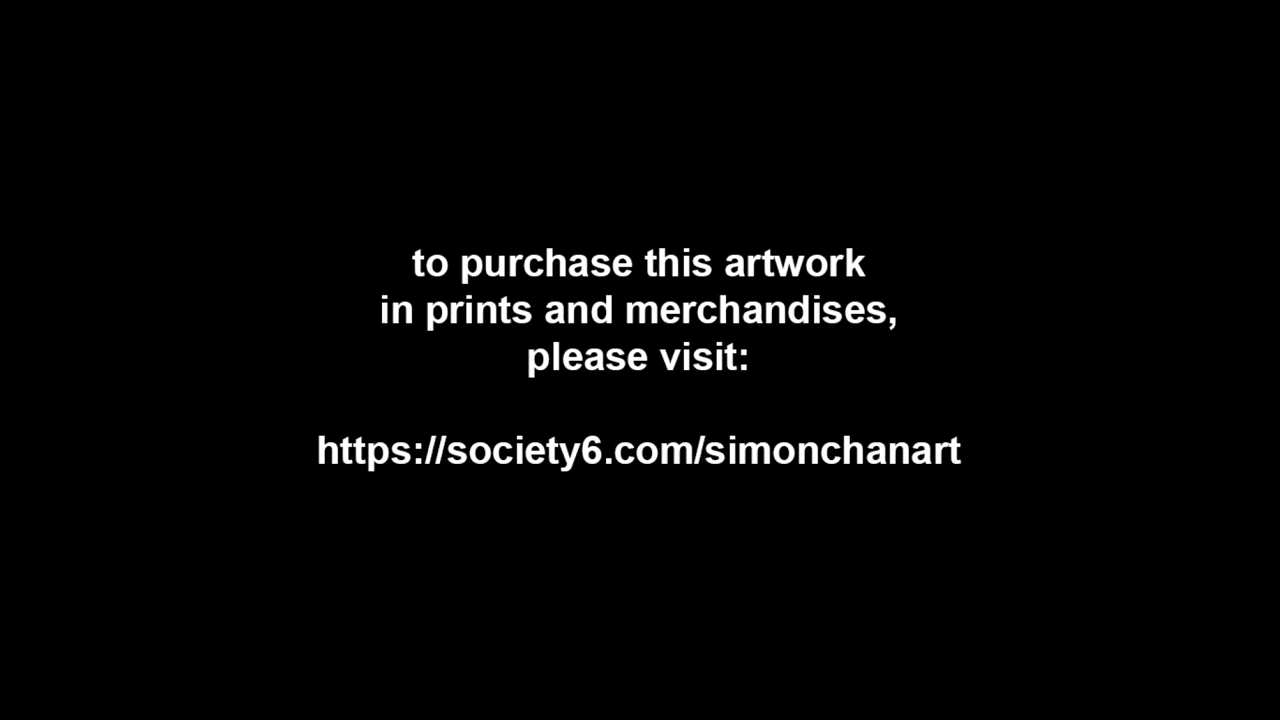 to purchase this artwork
in prints and merchandises,
please visit:
https://society6.com/simonchanart